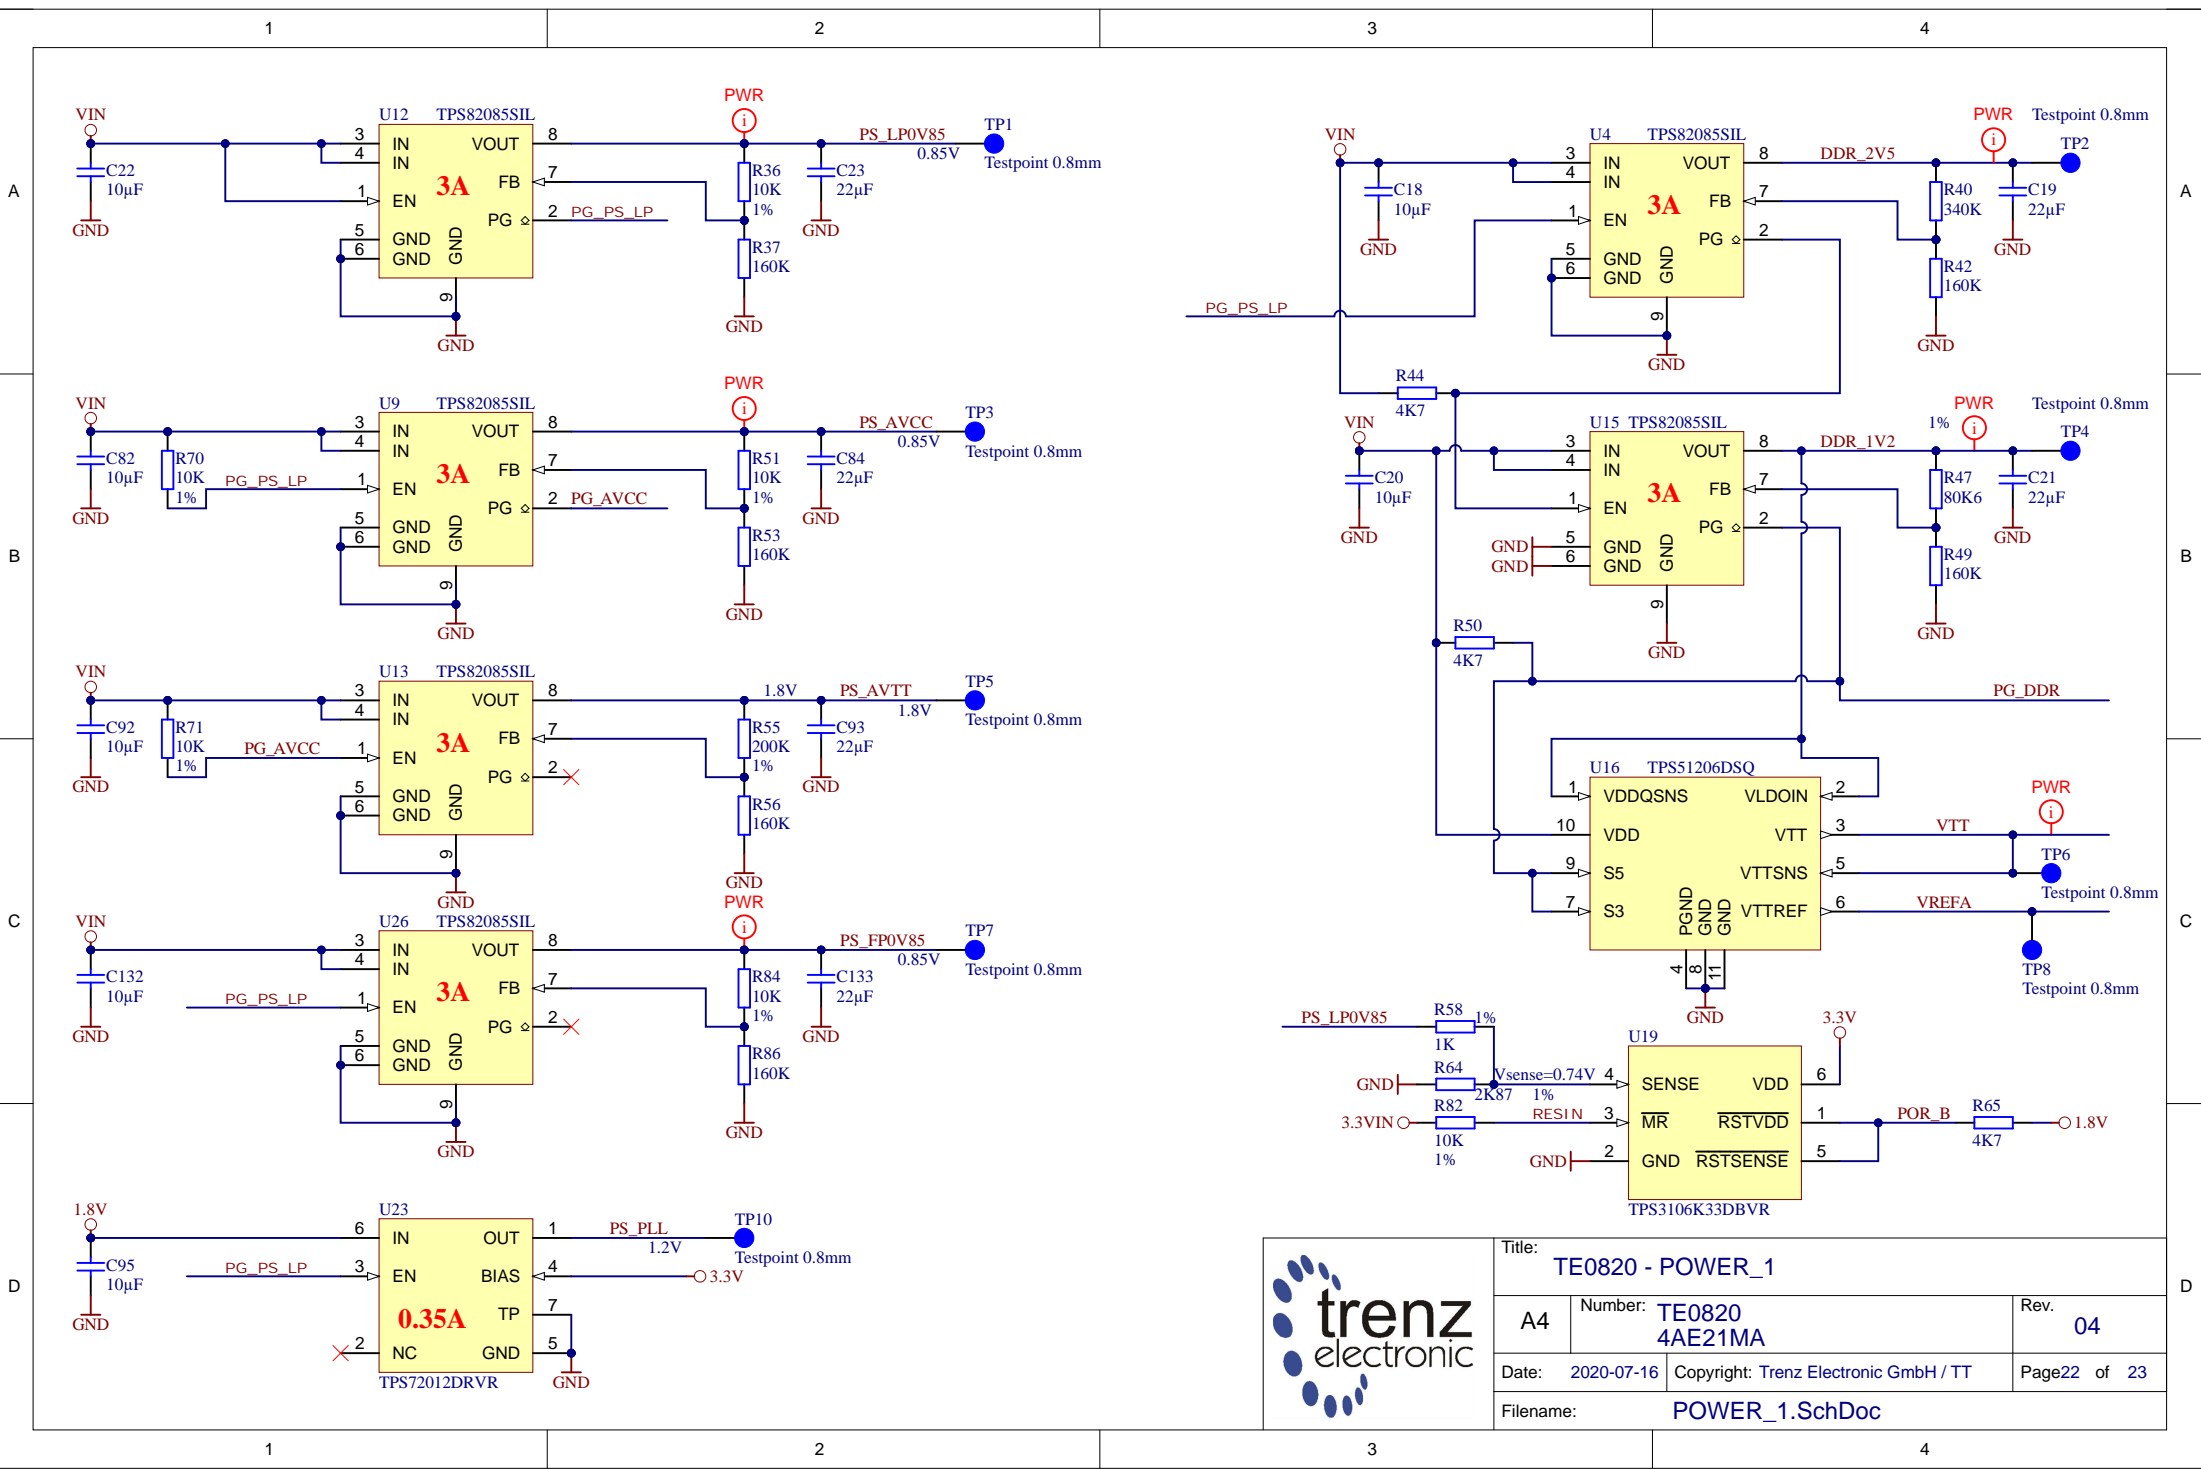 1 2 3 4
A
B
C
D
A
B
C
D
VIN
C22
10µF
GND
U12 TPS82085SIL
3 IN VOUT 8
4 IN
FB 7
1 EN
3A
PG 2 PG_PS_LP
5 GND
6 GND
GND
9
GND
PWR
i
R36
10K
1%
R37
160K
GND
C23
22µF
GND
PS_LP0V85
0.85V
TP1
Testpoint 0.8mm
VIN
C82
10µF
GND
R70
10K
1%
PG_PS_LP
U9 TPS82085SIL
3 IN VOUT 8
4 IN
FB 7
1 EN
3A
PG 2 PG_AVCC
5 GND
6 GND
GND
9
GND
PWR
i
R51
10K
1%
R53
160K
GND
C84
22µF
GND
PS_AVCC
0.85V
TP3
Testpoint 0.8mm
VIN
C92
10µF
GND
R71
10K
1%
PG_AVCC
U13 TPS82085SIL
3 IN VOUT 8
4 IN
FB 7
1 EN
3A
PG 2
5 GND
6 GND
GND
9
GND
1.8V
R55
200K
1%
R56
160K
GND
C93
22µF
GND
PS_AVTT
1.8V
TP5
Testpoint 0.8mm
VIN
C132
10µF
GND
PG_PS_LP
U26 TPS82085SIL
3 IN VOUT 8
4 IN
FB 7
1 EN
3A
PG 2
5 GND
6 GND
GND
9
GND
PWR
i
R84
10K
1%
R86
160K
GND
C133
22µF
GND
PS_FP0V85
0.85V
TP7
Testpoint 0.8mm
1.8V
C95
10µF
GND
PG_PS_LP
U23
6 IN OUT 1
3 EN BIAS 4
0.35A
TP 7
2 NC GND 5
TPS72012DRVR
GND
PS_PLL
1.2V
3.3V
TP10
Testpoint 0.8mm
VIN
C18
10µF
GND
PG_PS_LP
U4 TPS82085SIL
3 IN VOUT 8
4 IN
FB 7
1 EN
3A
PG 2
5 GND
6 GND
GND
9
GND
DDR_2V5
PWR
i
R40
340K
R42
160K
GND
C19
22µF
GND
Testpoint 0.8mm
TP2
R44
4K7
VIN
C20
10µF
GND
U15 TPS82085SIL
3 IN VOUT 8
4 IN
FB 7
1 EN
3A
PG 2
GND 5 GND
GND 6 GND
GND
9
GND
DDR_1V2
1%
PWR
i
R47
80K6
R49
160K
GND
C21
22µF
GND
Testpoint 0.8mm
TP4
R50
4K7
PG_DDR
U16 TPS51206DSQ
1 VDDQSNS VLDOIN 2
10 VDD VTT 3
9 S5 VTTSNS 5
7 S3 VTTREF 6
PGND
GND
GND
4
8
11
GND
VTT
PWR
i
TP6
Testpoint 0.8mm
VREFA
TP8
Testpoint 0.8mm
PS_LP0V85
R58 1%
1K
GND
R64
2K87 1%
Vsense=0.74V
3.3VIN
R82
10K
1%
RESIN
GND
U19
4 SENSE VDD 6
3 MR RSTVDD 1
2 GND RSTSENSE 5
TPS3106K33DBVR
3.3V
POR_B
R65
4K7
1.8V
trenz
electronic
Title:
TE0820 - POWER_1
A4
Number: TE0820
4AE21MA
Rev.
04
Date: 2020-07-16 Copyright: Trenz Electronic GmbH / TT Page22 of 23
Filename: POWER_1.SchDoc
1 2 3 4